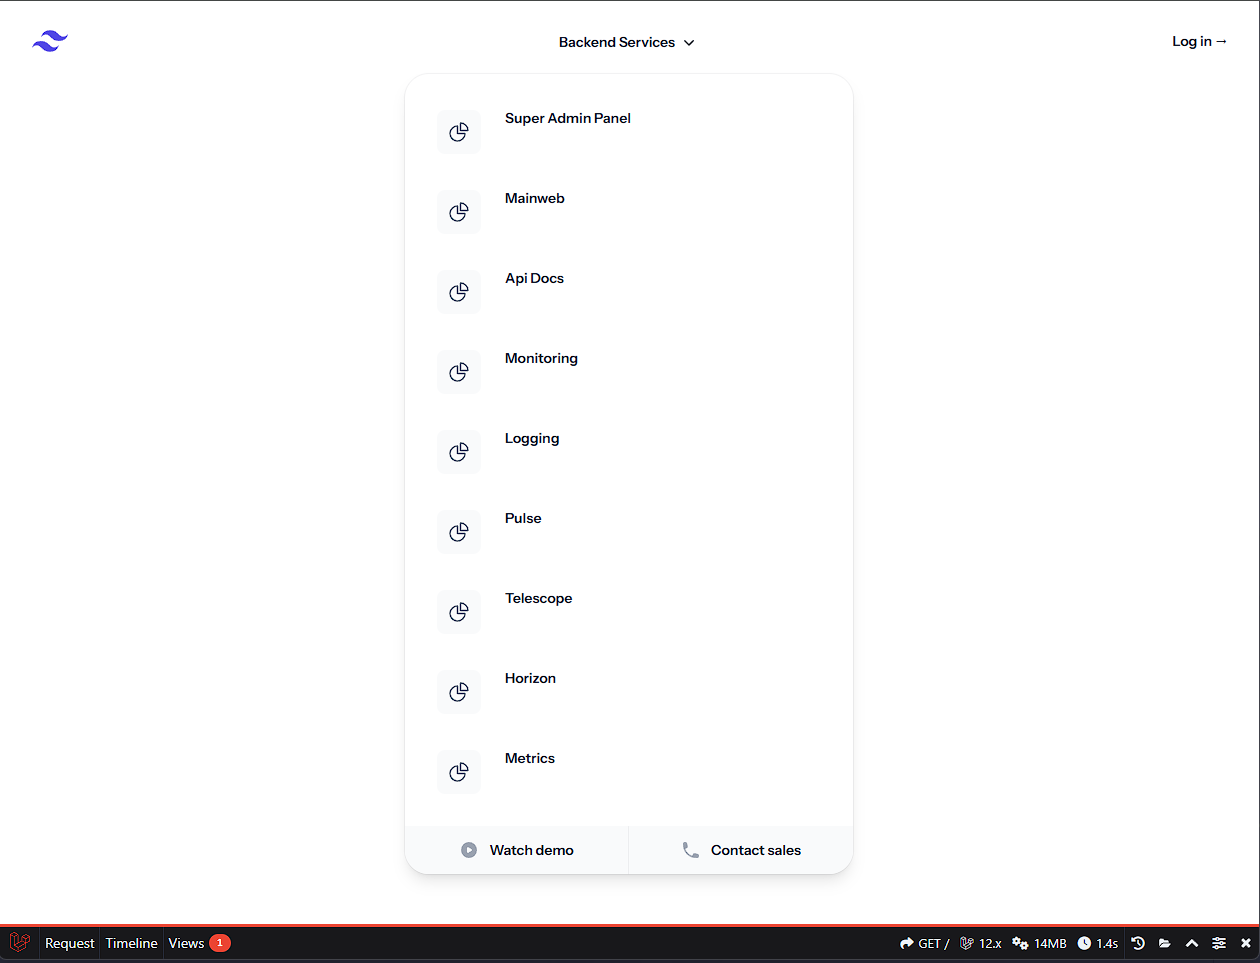 Backend Services
Log in →
Super Admin Panel
Mainweb
Api Docs
Monitoring
Logging
Pulse
Telescope
Horizon
Metrics
Watch demo
Contact sales
Request Timeline Views 1 GET / 12.x 14MB 1.4s